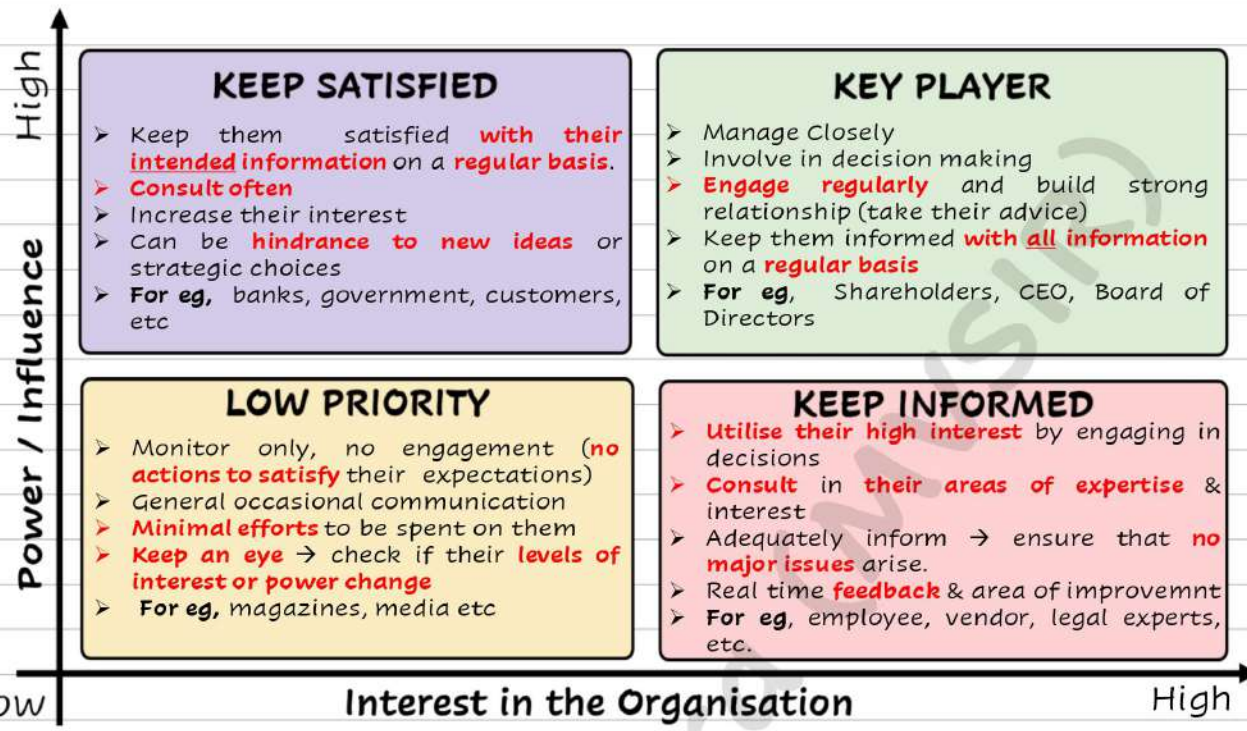 High
KEEP SATISFIED
➢ Keep them satisfied with their
intended information on a regular basis.
➢ Consult often
➢ Increase their interest
➢ Can be hindrance to new ideas or
strategic choices
➢ For eg, banks, government, customers,
etc
KEY PLAYER
➢ Manage Closely
➢ Involve in decision making
➢ Engage regularly and build strong
relationship (take their advice)
➢ Keep them informed with all information
on a regular basis
➢ For eg, Shareholders, CEO, Board of
Directors
Power / Influence
LOW PRIORITY
➢ Monitor only, no engagement (no
actions to satisfy their expectations)
➢ General occasional communication
➢ Minimal efforts to be spent on them
➢ Keep an eye → check if their levels of
interest or power change
➢ For eg, magazines, media etc
KEEP INFORMED
➢ Utilise their high interest by engaging in
decisions
➢ Consult in their areas of expertise &
interest
➢ Adequately inform → ensure that no
major issues arise.
➢ Real time feedback & area of improvemnt
➢ For eg, employee, vendor, legal experts,
etc.
ow
Interest in the Organisation
High
(MVSIR)